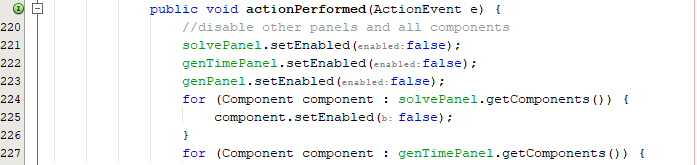 public void actionPerformed(ActionEvent e) {
220 //disable other panels and all components
221 solvePanel.setEnabled(enabled:false);
222 genTimePanel.setEnabled(enabled:false);
223 genPanel.setEnabled(enabled:false);
224 for (Component component : solvePanel.getComponents()) {
225 component.setEnabled(b: false);
226 }
227 for (Component component : genTimePanel.getComponents()) {